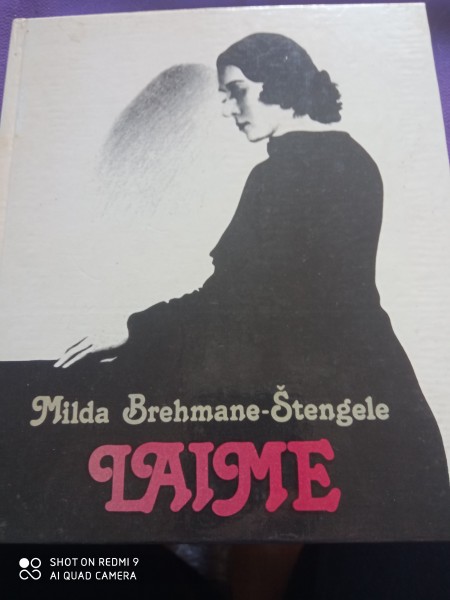 Milda Brehmane-Štengele
LAIME
SHOT ON REDMI 9
AI QUAD CAMERA